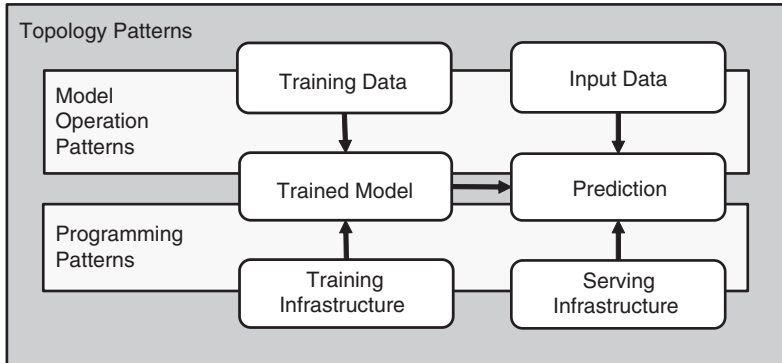 Topology Patterns
Model
Operation
Patterns
Training Data
Input Data
Trained Model
Prediction
Programming
Patterns
Training
Infrastructure
Serving
Infrastructure